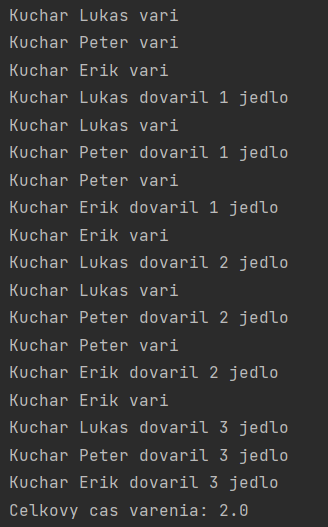 Kuchar Lukas vari
Kuchar Peter vari
Kuchar Erik vari
Kuchar Lukas dovaril 1 jedlo
Kuchar Lukas vari
Kuchar Peter dovaril 1 jedlo
Kuchar Peter vari
Kuchar Erik dovaril 1 jedlo
Kuchar Erik vari
Kuchar Lukas dovaril 2 jedlo
Kuchar Lukas vari
Kuchar Peter dovaril 2 jedlo
Kuchar Peter vari
Kuchar Erik dovaril 2 jedlo
Kuchar Erik vari
Kuchar Lukas dovaril 3 jedlo
Kuchar Peter dovaril 3 jedlo
Kuchar Erik dovaril 3 jedlo
Celkovy cas varenia: 2.0